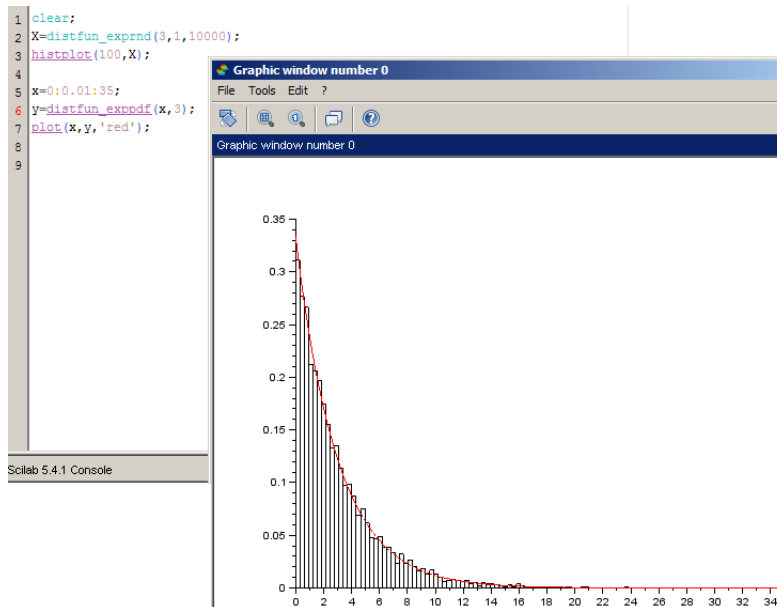 1 clear;
2 X=distfun_exprnd(3,1,10000);
3 histplot(100,X);
4
5 x=0:0.01:35;
6 y=distfun_exppdf(x,3);
7 plot(x,y,'red');
8
9
Scilab 5.4.1 Console
Graphic window number 0
File Tools Edit ?
Graphic window number 0
0.35
0.3
0.25
0.2
0.15
0.1
0.05
0
0 2 4 6 8 10 12 14 16 18 20 22 24 26 28 30 32 34